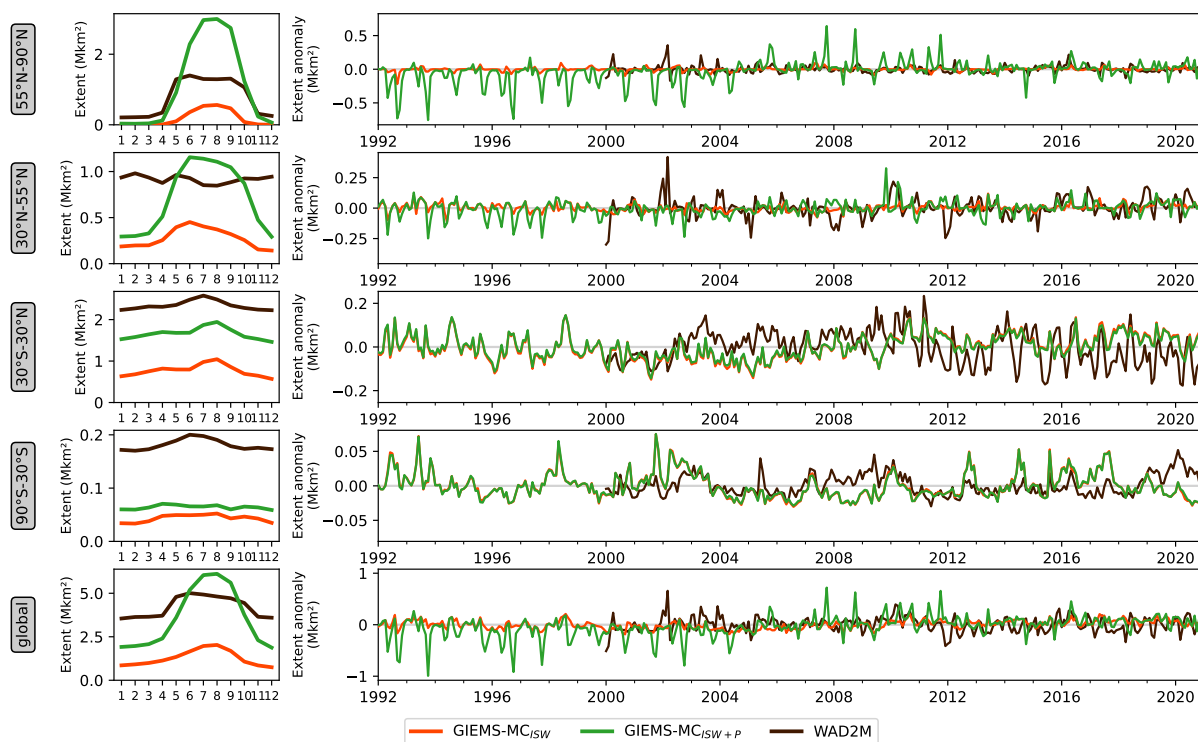 55°N-90°N
Extent (Mkm²)
2
0
1 2 3 4 5 6 7 8 9 10 11 12
Extent anomaly
(Mkm²)
0.5
0.0
−0.5
1992 1996 2000 2004 2008 2012 2016 2020
30°N-55°N
Extent (Mkm²)
1.0
0.5
0.0
1 2 3 4 5 6 7 8 9 10 11 12
Extent anomaly
(Mkm²)
0.25
0.00
−0.25
1992 1996 2000 2004 2008 2012 2016 2020
30°S-30°N
Extent (Mkm²)
2
1
0
1 2 3 4 5 6 7 8 9 10 11 12
Extent anomaly
(Mkm²)
0.2
0.0
−0.2
1992 1996 2000 2004 2008 2012 2016 2020
90°S-30°S
Extent (Mkm²)
0.2
0.1
0.0
1 2 3 4 5 6 7 8 9 10 11 12
Extent anomaly
(Mkm²)
0.05
0.00
−0.05
1992 1996 2000 2004 2008 2012 2016 2020
global
Extent (Mkm²)
5.0
2.5
0.0
1 2 3 4 5 6 7 8 9 10 11 12
Extent anomaly
(Mkm²)
1
0
−1
1992 1996 2000 2004 2008 2012 2016 2020
GIEMS-MC_ISW GIEMS-MC_ISW+P WAD2M